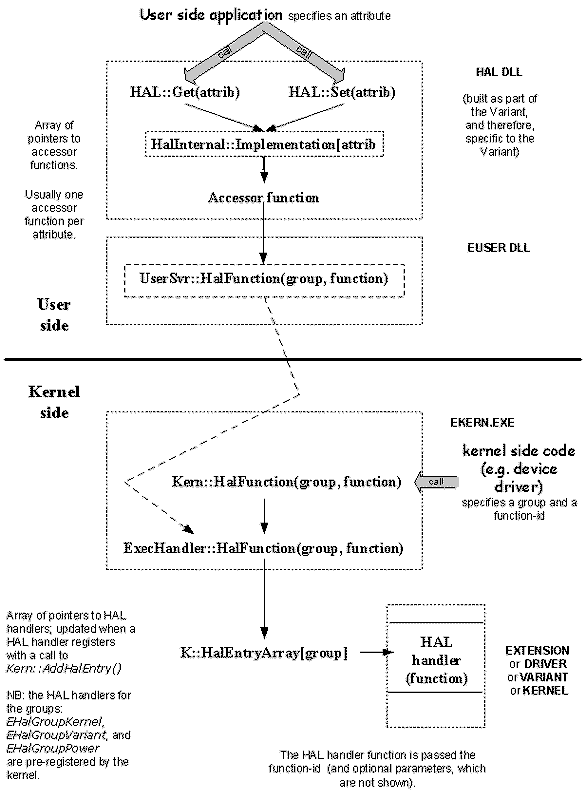 User side application specifies an attribute
call
call
HAL::Get(attrib)
HAL::Set(attrib)
HAL DLL
(built as part of
the Variant,
and therefore,
specific to the
Variant)
Array of
pointers to
accessor
functions.
HalInternal::Implementation[attrib
Usually one
accessor
function per
attribute.
Accessor function
EUSER DLL
UserSvr::HalFunction(group, function)
User
side
Kernel
side
EKERN.EXE
kernel side code
(e.g. device
driver)
specifies a group and a
function-id
call
Kern::HalFunction(group, function)
ExecHandler::HalFunction(group, function)
Array of pointers to HAL
handlers; updated when a
HAL handler registers
with a call to
Kern::AddHalEntry()
K::HalEntryArray[group]
HAL
handler
(function)
EXTENSION
or DRIVER
or VARIANT
or KERNEL
NB: the HAL handlers for
the groups:
EHalGroupKernel,
EHalGroupVariant, and
EHalGroupPower
are pre-registered by the
kernel.
The HAL handler function is passed the
function-id (and optional parameters, which
are not shown).